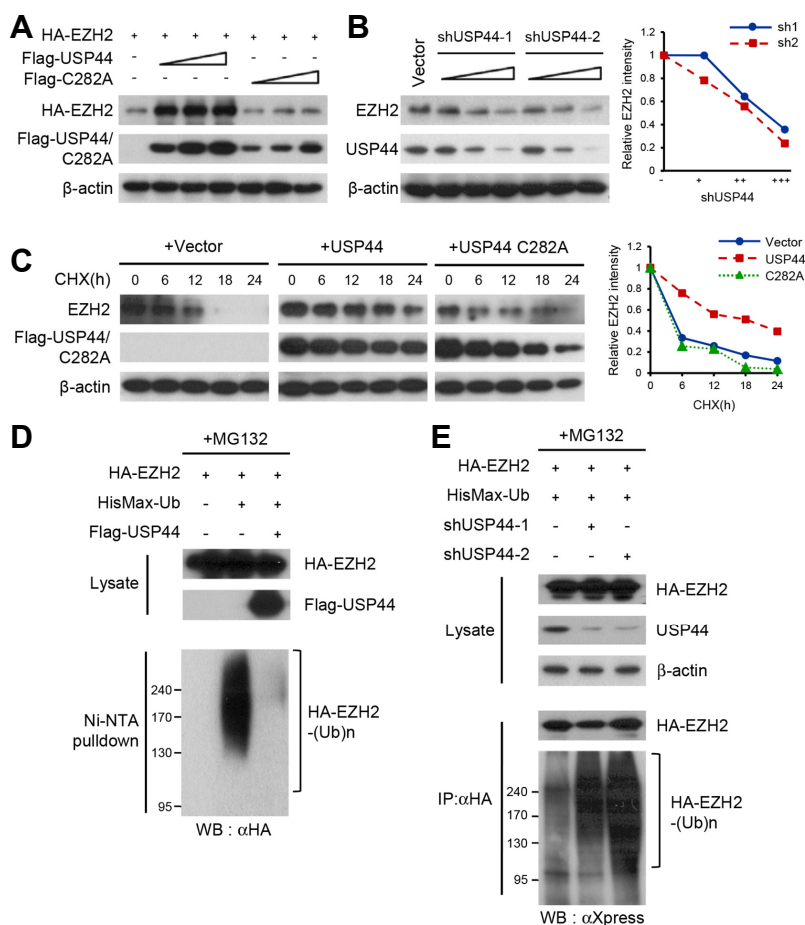 A
HA-EZH2 + + + + + + +
Flag-USP44 -
Flag-C282A - - - -
HA-EZH2
Flag-USP44/
C282A
β-actin
B
Vector
shUSP44-1 shUSP44-2
EZH2
USP44
β-actin
sh1
sh2
Relative EZH2 intensity
1.2
1
0.8
0.6
0.4
0.2
0
- + ++ +++
shUSP44
C
+Vector +USP44 +USP44 C282A
CHX(h) 0 6 12 18 24 0 6 12 18 24 0 6 12 18 24
EZH2
Flag-USP44/
C282A
β-actin
Vector
USP44
C282A
Relative EZH2 intensity
1.2
1
0.8
0.6
0.4
0.2
0
0 6 12 18 24
CHX(h)
D
+MG132
HA-EZH2 + + +
HisMax-Ub - + +
Flag-USP44 - - +
Lysate
HA-EZH2
Flag-USP44
Ni-NTA
pulldown
240
170
130
95
HA-EZH2
-(Ub)n
WB : αHA
E
+MG132
HA-EZH2 + + +
HisMax-Ub + + +
shUSP44-1 - + -
shUSP44-2 - - +
Lysate
HA-EZH2
USP44
β-actin
IP:αHA
HA-EZH2
240
170
130
95
HA-EZH2
-(Ub)n
WB : αXpress